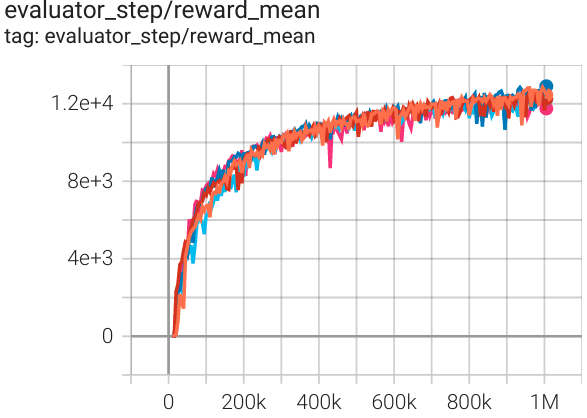 evaluator_step/reward_mean
tag: evaluator_step/reward_mean
1.2e+4
8e+3
4e+3
0
0 200k 400k 600k 800k 1M